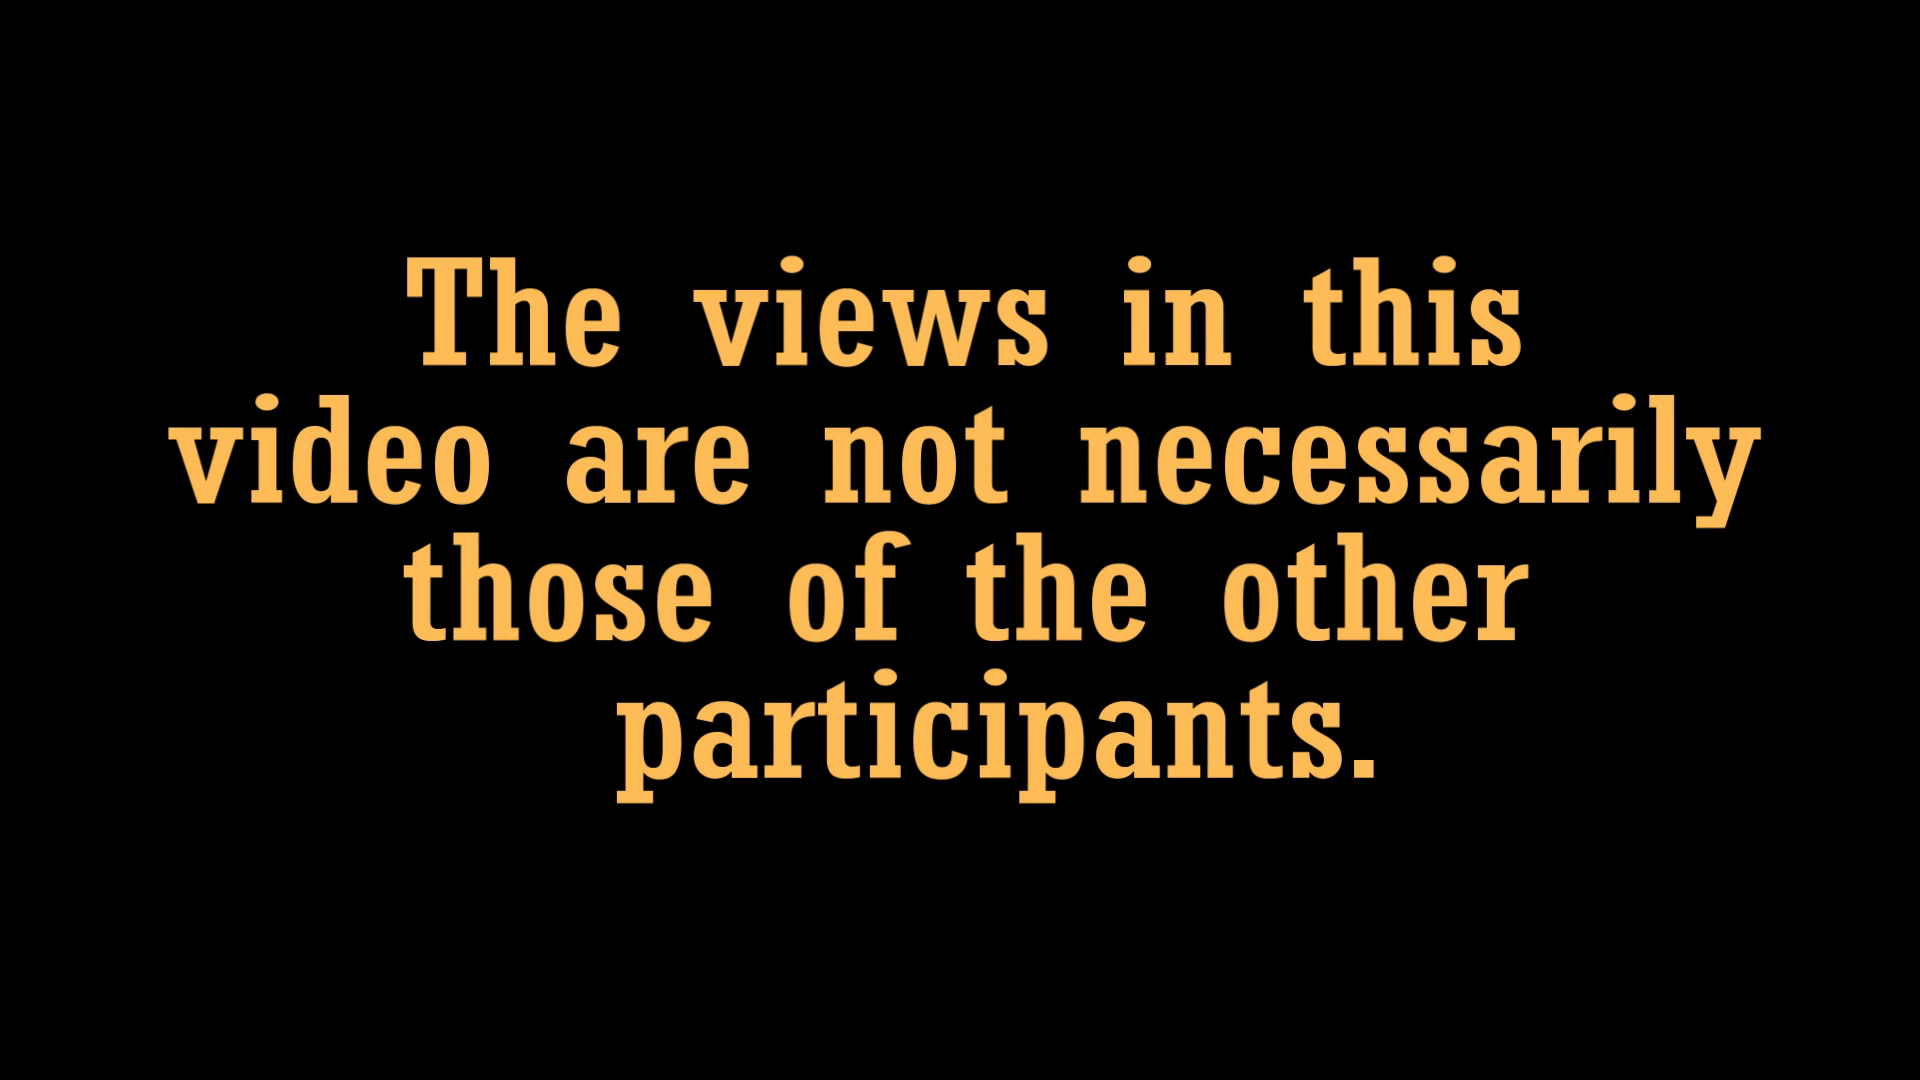 The views in this
video are not necessarily
those of the other
participants.